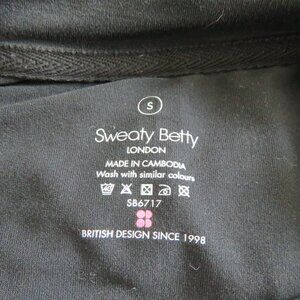 S
Sweaty Betty
LONDON
MADE IN CAMBODIA
Wash with similar colours
SB6717
BRITISH DESIGN SINCE 1998